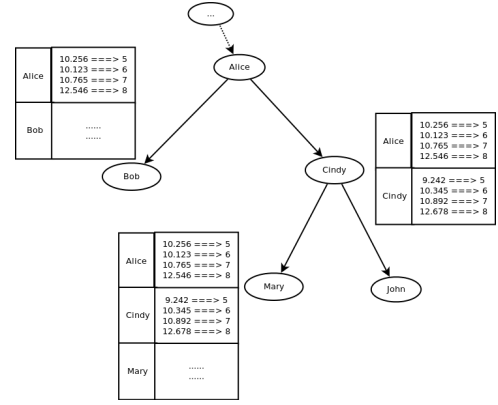 ...
Alice
Alice
10.256 ===> 5
10.123 ===> 6
10.765 ===> 7
12.546 ===> 8
Bob
......
......
Bob
Cindy
Alice
10.256 ===> 5
10.123 ===> 6
10.765 ===> 7
12.546 ===> 8
Cindy
9.242 ===> 5
10.345 ===> 6
10.892 ===> 7
12.678 ===> 8
Alice
10.256 ===> 5
10.123 ===> 6
10.765 ===> 7
12.546 ===> 8
Cindy
9.242 ===> 5
10.345 ===> 6
10.892 ===> 7
12.678 ===> 8
Mary
......
......
Mary
John